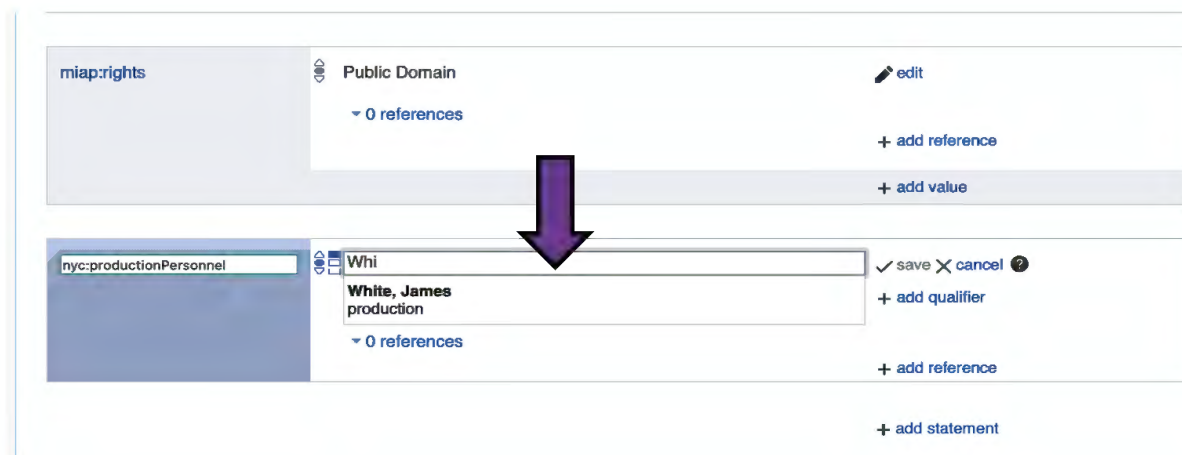 miap:rights
Public Domain
edit
0 references
+ add reference
+ add value
nyc:productionPersonnel
Whi
save cancel ?
White, James
production
+ add qualifier
0 references
+ add reference
+ add statement